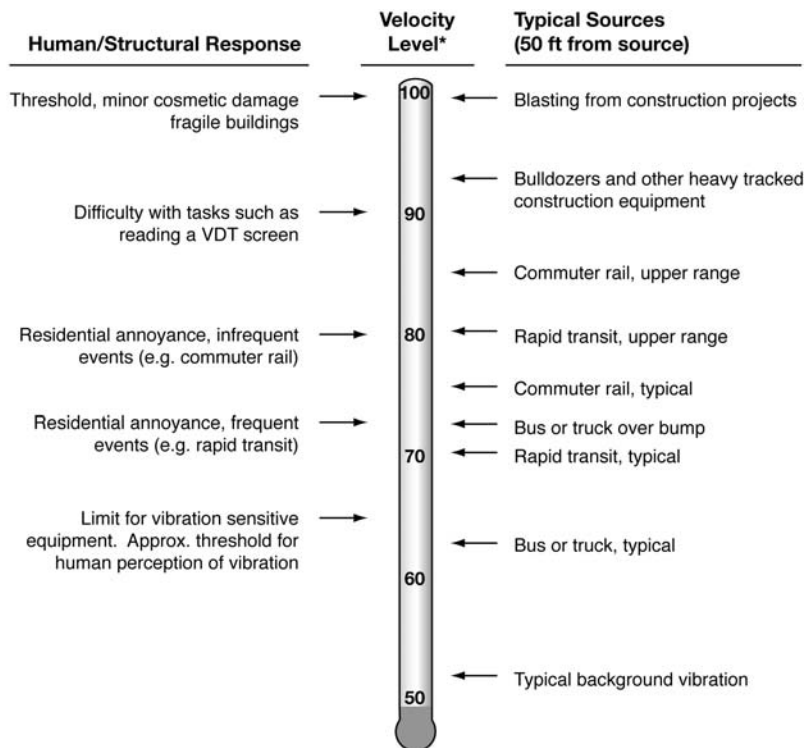 Human/Structural Response
Velocity
Level*
Typical Sources
(50 ft from source)
Threshold, minor cosmetic damage
fragile buildings
100
Blasting from construction projects
Bulldozers and other heavy tracked
construction equipment
Difficulty with tasks such as
reading a VDT screen
90
Commuter rail, upper range
Residential annoyance, infrequent
events (e.g. commuter rail)
80
Rapid transit, upper range
Commuter rail, typical
Residential annoyance, frequent
events (e.g. rapid transit)
Bus or truck over bump
70
Rapid transit, typical
Limit for vibration sensitive
equipment. Approx. threshold for
human perception of vibration
Bus or truck, typical
60
Typical background vibration
50